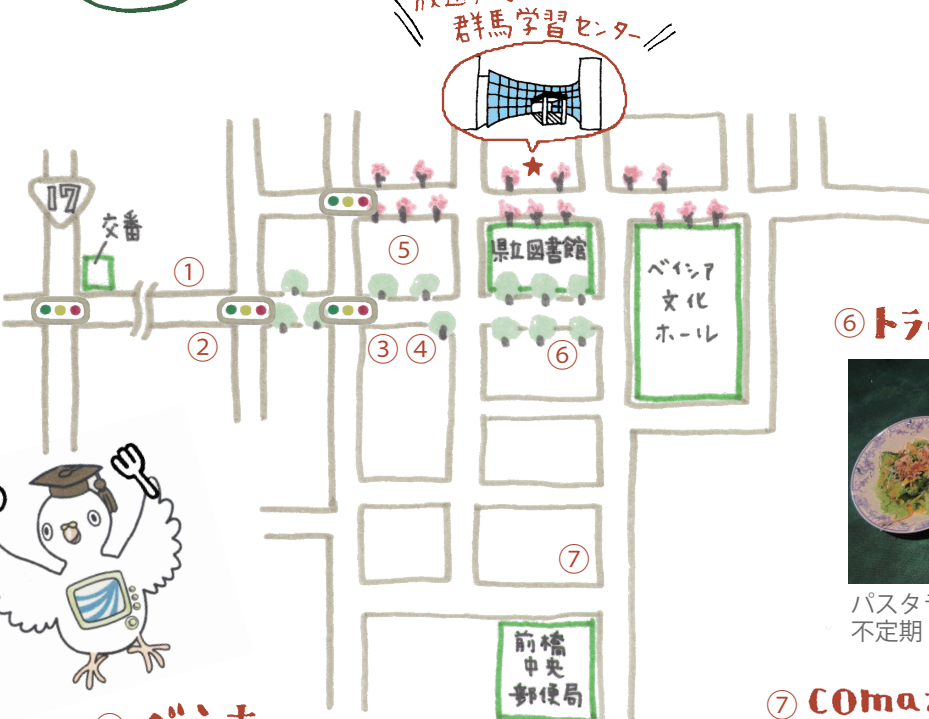 群馬学習センター
17
交番
①
②
③
④
⑤
県立図書館
ベイシア
文化
ホール
⑥
⑥
パスタラ
不定期
⑦
前橋
中央
郵便局
⑦ coma